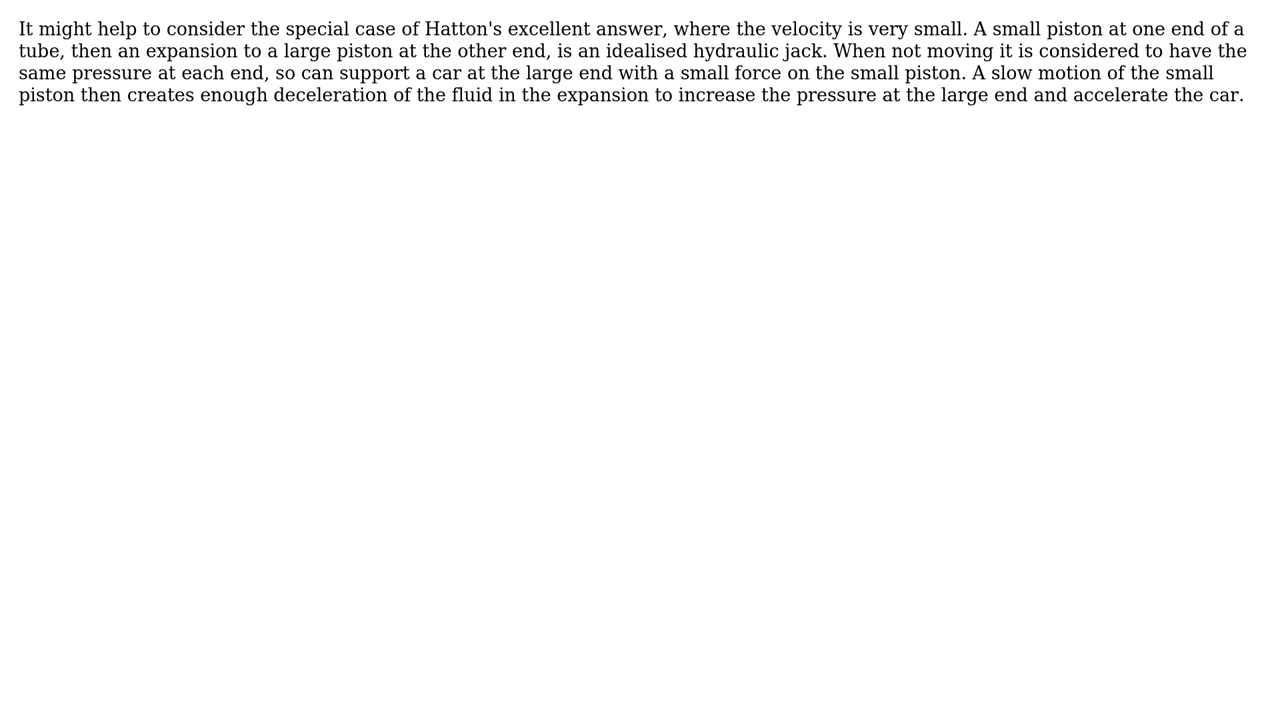 It might help to consider the special case of Hatton's excellent answer, where the velocity is very small. A small piston at one end of a
tube, then an expansion to a large piston at the other end, is an idealised hydraulic jack. When not moving it is considered to have the
same pressure at each end, so can support a car at the large end with a small force on the small piston. A slow motion of the small
piston then creates enough deceleration of the fluid in the expansion to increase the pressure at the large end and accelerate the car.